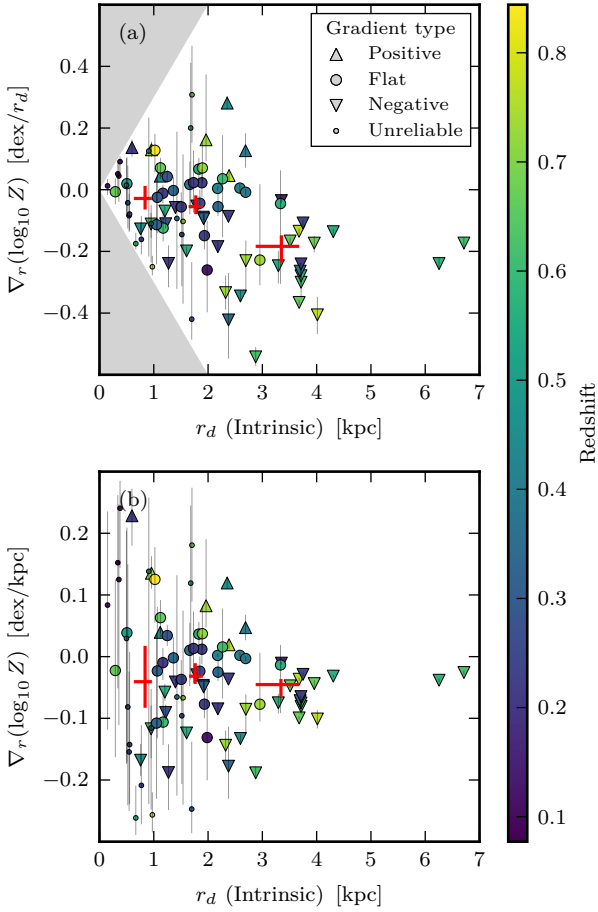 (a)
Gradient type
Positive
Flat
Negative
Unreliable
0.4
0.2
0.0
−0.2
−0.4
∇r(log10 Z) [dex/rd]
0 1 2 3 4 5 6 7
rd (Intrinsic) [kpc]
(b)
0.2
0.1
0.0
−0.1
−0.2
∇r(log10 Z) [dex/kpc]
0 1 2 3 4 5 6 7
rd (Intrinsic) [kpc]
0.8
0.7
0.6
0.5
0.4
0.3
0.2
0.1
Redshift